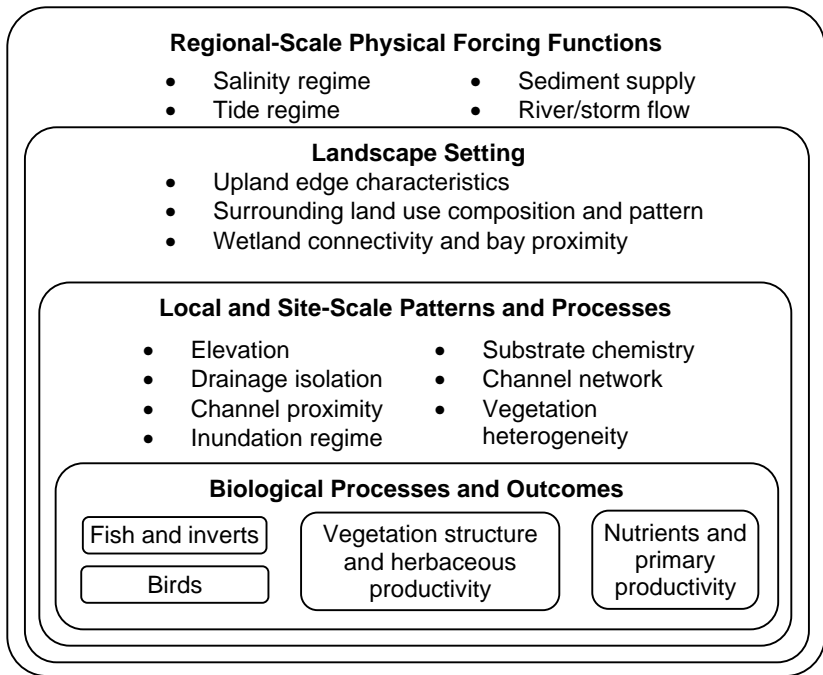 Regional-Scale Physical Forcing Functions
• Salinity regime
• Tide regime
• Sediment supply
• River/storm flow
Landscape Setting
• Upland edge characteristics
• Surrounding land use composition and pattern
• Wetland connectivity and bay proximity
Local and Site-Scale Patterns and Processes
• Elevation
• Drainage isolation
• Channel proximity
• Inundation regime
• Substrate chemistry
• Channel network
• Vegetation
heterogeneity
Biological Processes and Outcomes
Fish and inverts
Birds
Vegetation structure
and herbaceous
productivity
Nutrients and
primary
productivity